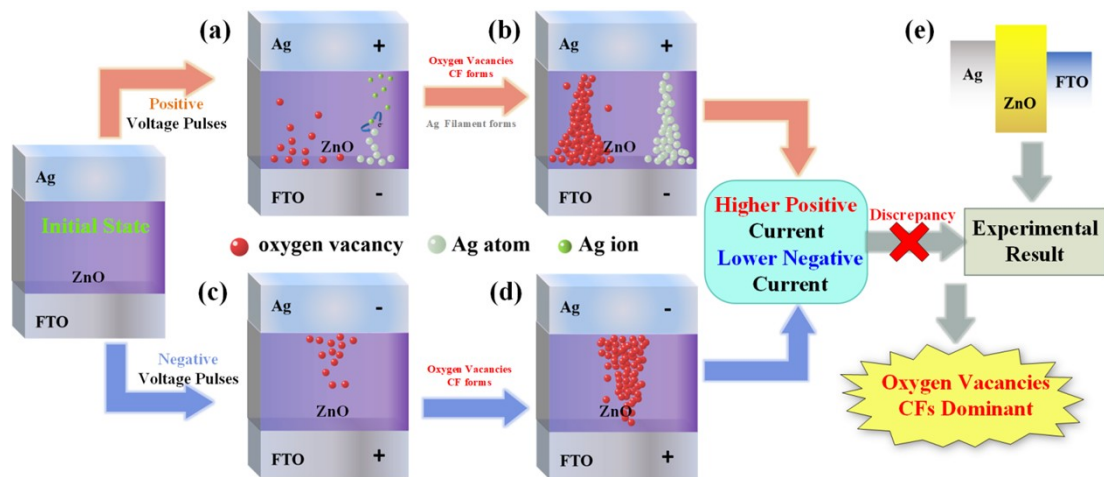 (a)
Ag
+
ZnO
e
FTO
-
Positive
Voltage Pulses
Oxygen Vacancies
CF forms
Ag Filament forms
(b)
Ag
+
ZnO
FTO
-
(e)
Ag
ZnO
FTO
Ag
Initial State
ZnO
FTO
oxygen vacancy
Ag atom
Ag ion
Higher Positive
Current
Lower Negative
Current
Discrepancy
Experimental
Result
Negative
Voltage Pulses
(c)
Ag
-
ZnO
FTO
+
Oxygen Vacancies
CF forms
(d)
Ag
-
ZnO
FTO
+
Oxygen Vacancies
CFs Dominant